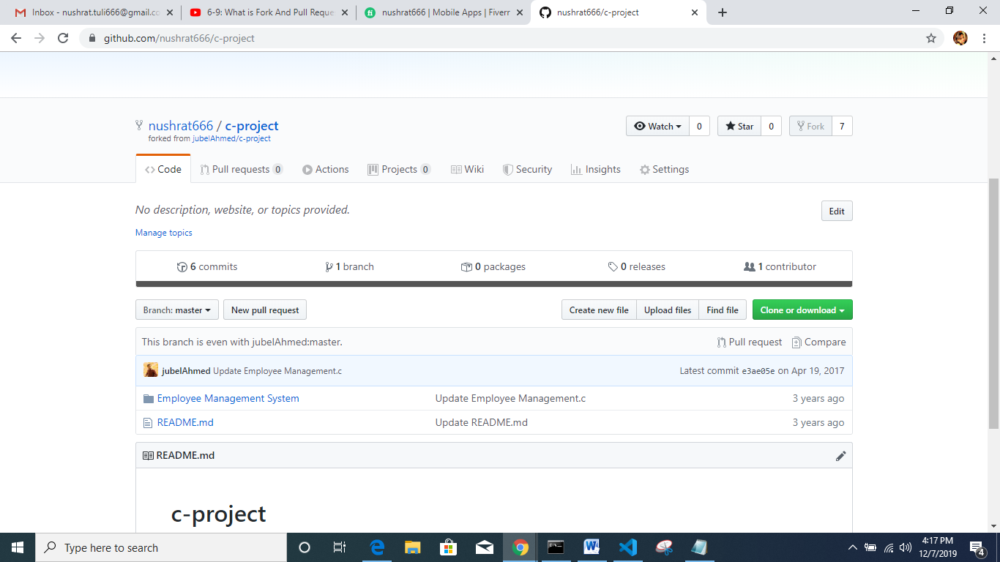 Inbox - nushrat.tuli666@gmail.co
6-9: What is Fork And Pull Reque
nushrat666 | Mobile Apps | Fiverr
nushrat666/c-project
github.com/nushrat666/c-project
nushrat666 / c-project
forked from jubelAhmed/c-project
Watch 0
Star 0
Fork 7
Code
Pull requests 0
Actions
Projects 0
Wiki
Security
Insights
Settings
No description, website, or topics provided.
Edit
Manage topics
6 commits
1 branch
0 packages
0 releases
1 contributor
Branch: master
New pull request
Create new file
Upload files
Find file
Clone or download
This branch is even with jubelAhmed:master.
Pull request
Compare
jubelAhmed Update Employee Management.c
Latest commit e3ae05e on Apr 19, 2017
Employee Management System
Update Employee Management.c
3 years ago
README.md
Update README.md
3 years ago
README.md
c-project
Type here to search
4:17 PM
12/7/2019
4